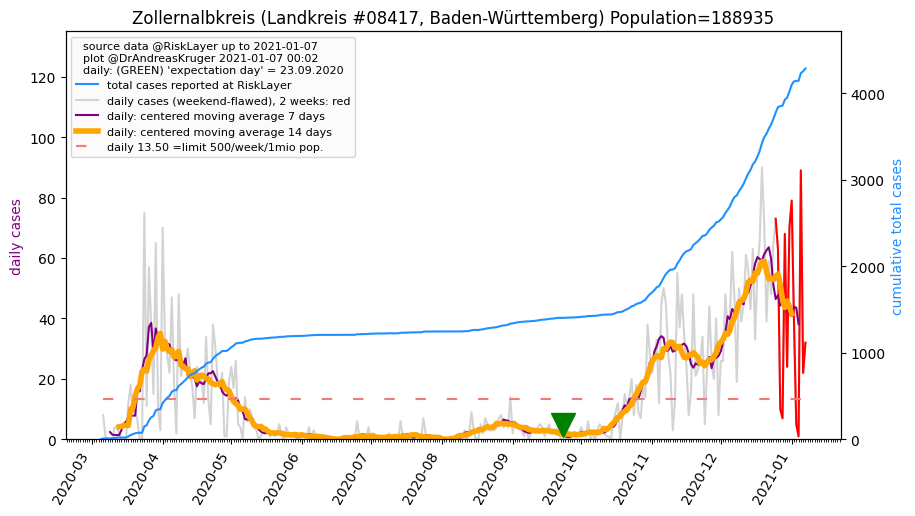 Zollernalbkreis (Landkreis #08417, Baden-Württemberg) Population=188935
source data @RiskLayer up to 2021-01-07
plot @DrAndreasKruger 2021-01-07 00:02
daily: (GREEN) 'expectation day' = 23.09.2020
total cases reported at RiskLayer
daily cases (weekend-flawed), 2 weeks: red
daily: centered moving average 7 days
daily: centered moving average 14 days
daily 13.50 =limit 500/week/1mio pop.
daily cases
120
100
80
60
40
20
0
4000
3000
2000
1000
0
cumulative total cases
2020-03
2020-04
2020-05
2020-06
2020-07
2020-08
2020-09
2020-10
2020-11
2020-12
2021-01